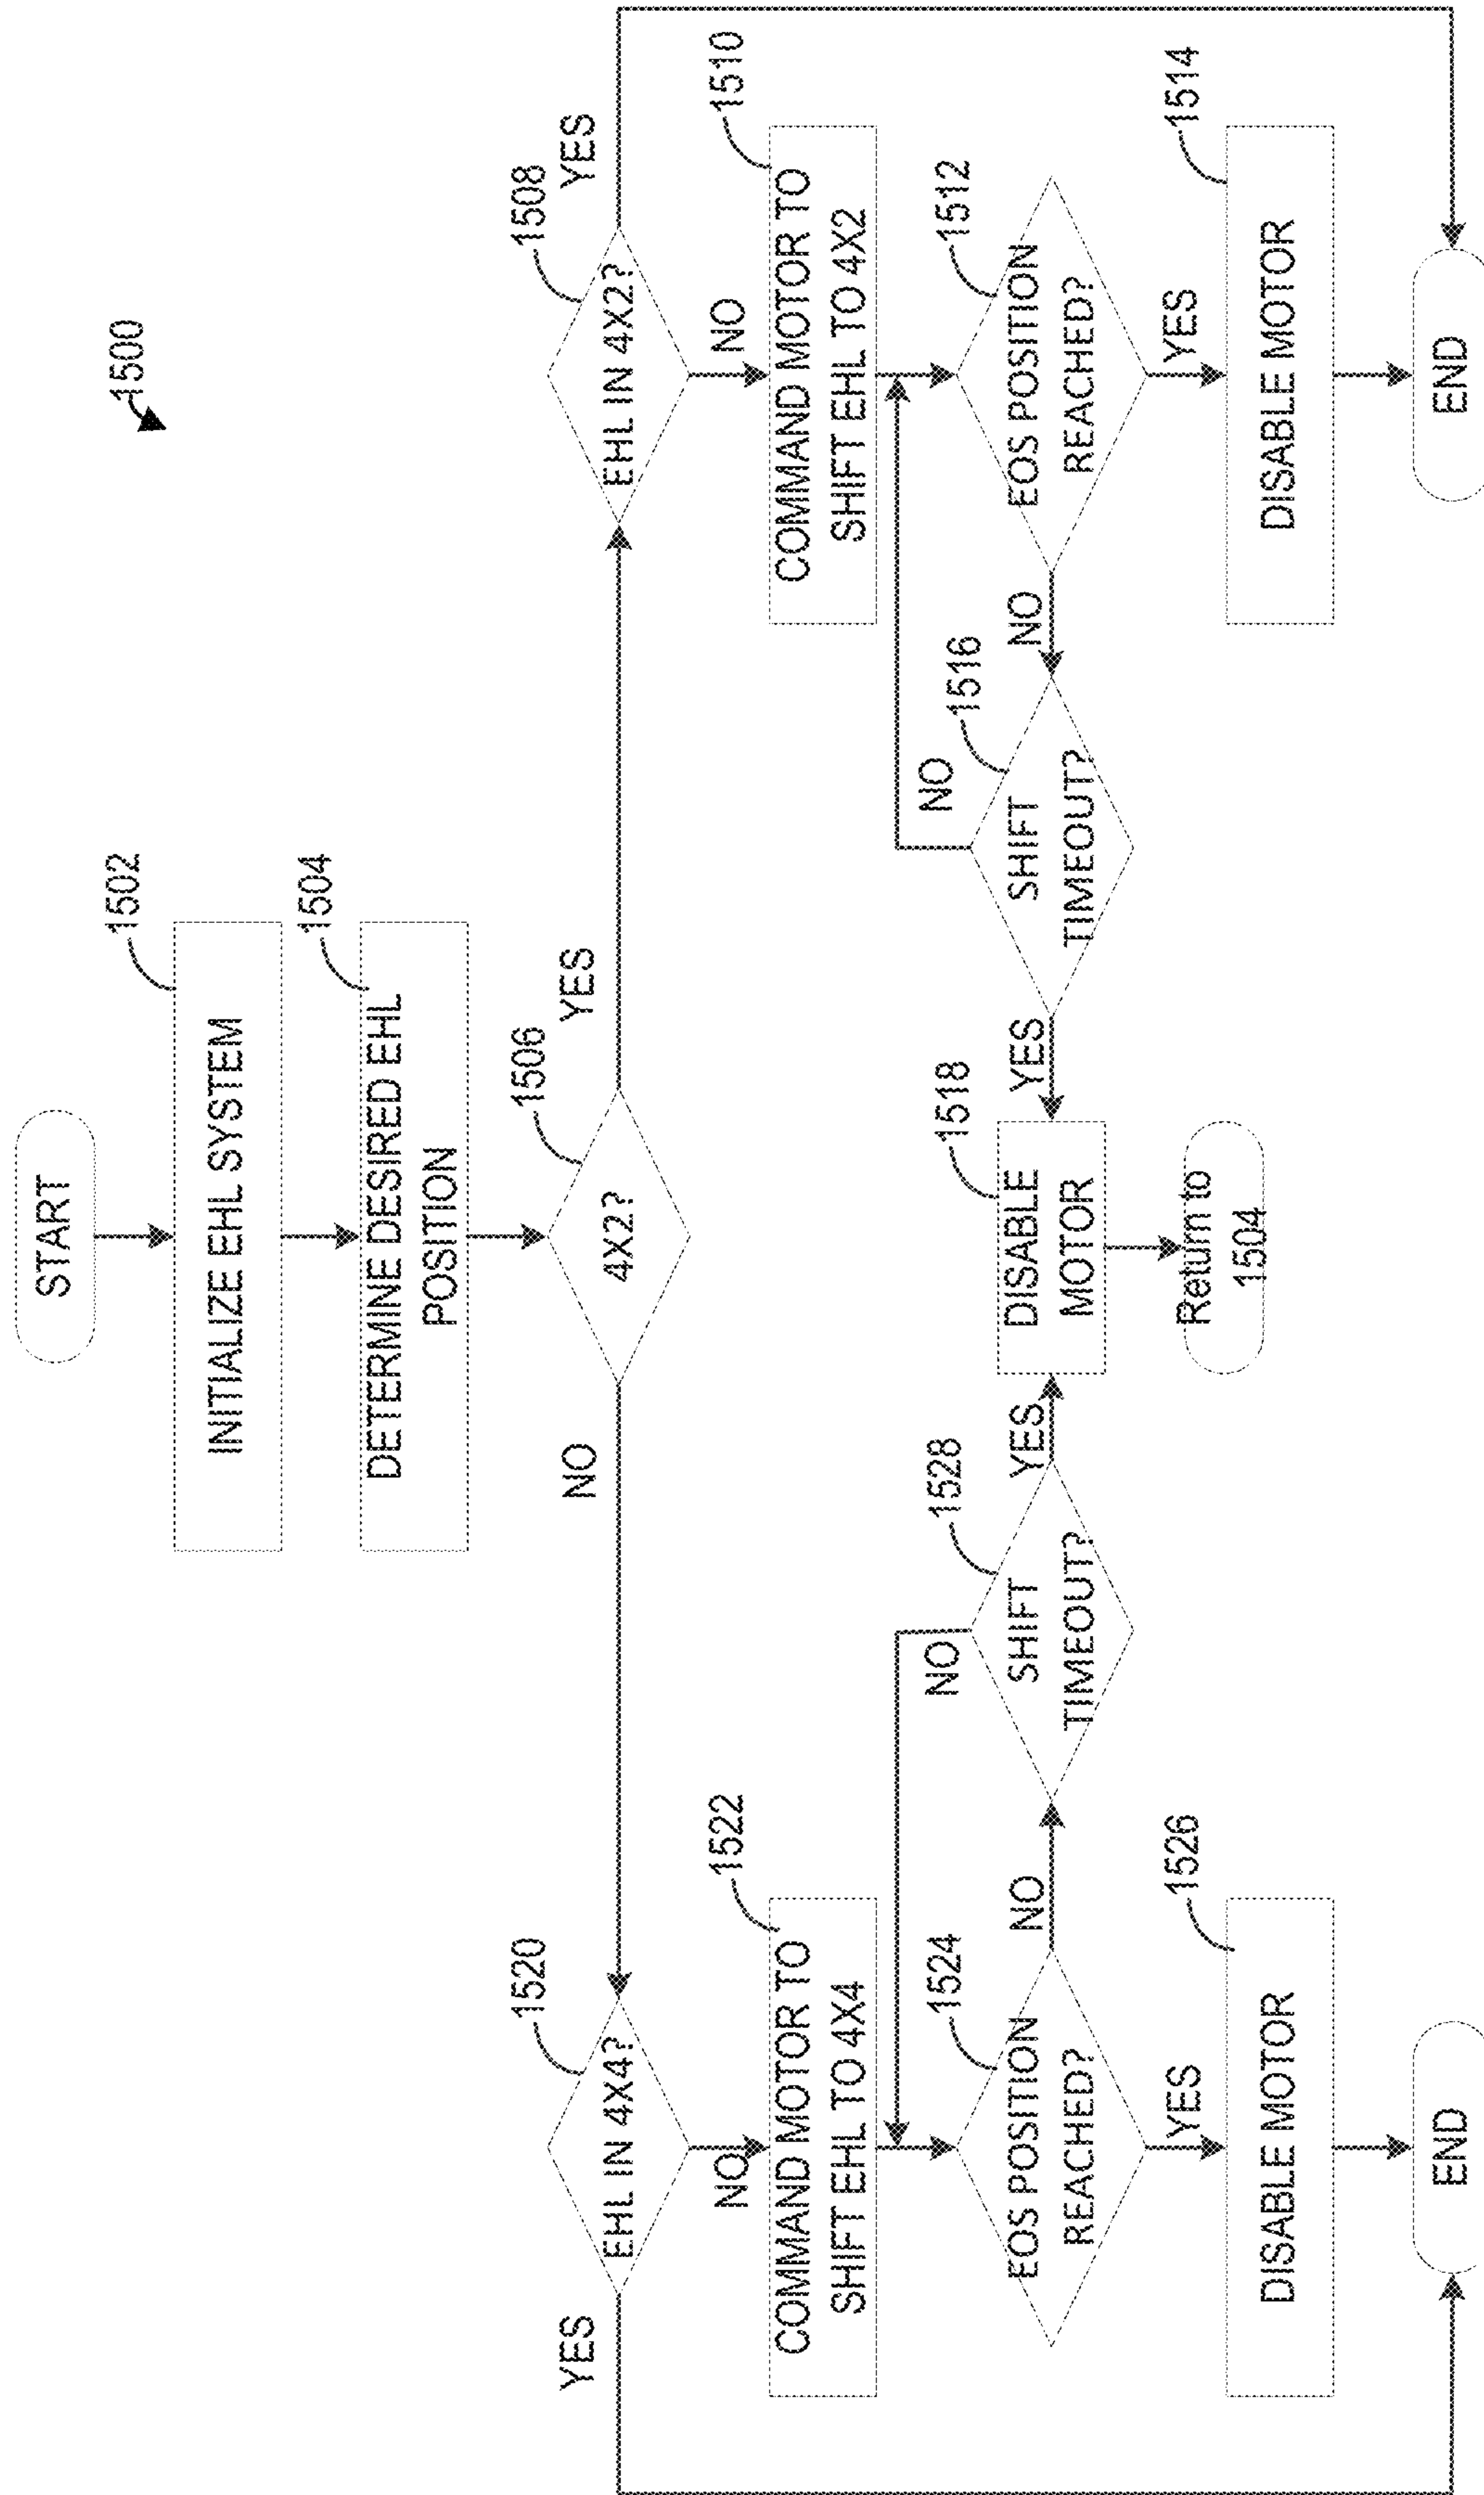 1500
START
INITIALIZE EHL SYSTEM
1502
DETERMINE DESIRED EHL
POSITION
1504
4X2?
1506
NO
YES
EHL IN 4X4?
1520
YES
NO
EHL IN 4X2?
1508
YES
NO
COMMAND MOTOR TO
SHIFT EHL TO 4X4
1522
COMMAND MOTOR TO
SHIFT EHL TO 4X2
1510
EOS POSITION
REACHED?
1524
NO
YES
SHIFT
TIMEOUT?
1528
NO
YES
DISABLE
MOTOR
1518
Return to
1504
SHIFT
TIMEOUT?
1516
YES
NO
EOS POSITION
REACHED?
1512
NO
YES
DISABLE MOTOR
1526
DISABLE MOTOR
1514
END
END